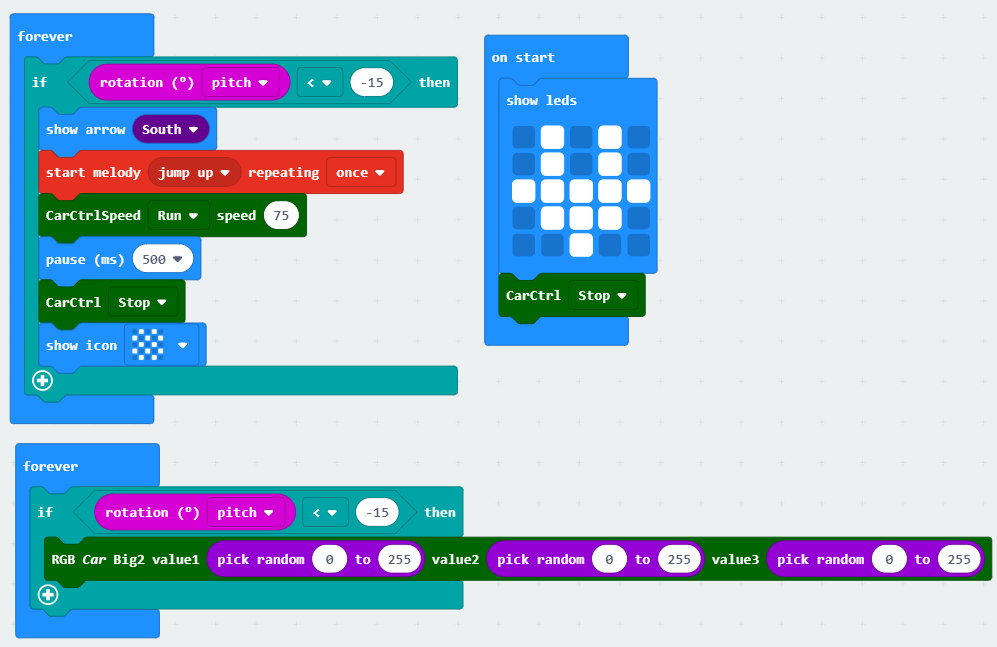 forever
if rotation (º) pitch < -15 then
show arrow South
start melody jump up repeating once
CarCtrlSpeed Run speed 75
pause (ms) 500
CarCtrl Stop
show icon
on start
show leds
CarCtrl Stop
forever
if rotation (º) pitch < -15 then
RGB Car Big2 value1 pick random 0 to 255 value2 pick random 0 to 255 value3 pick random 0 to 255